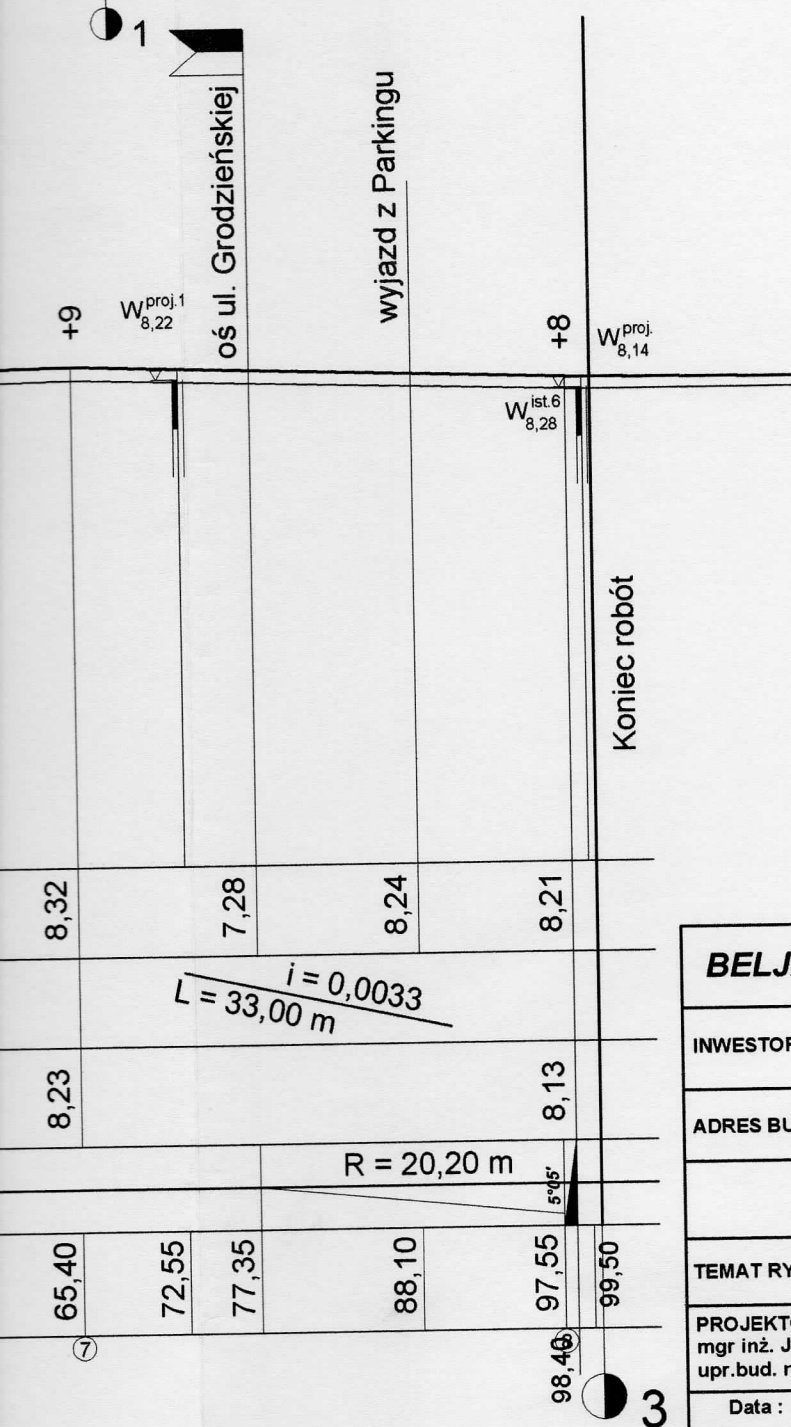 1
oś ul. Grodzieńskiej
wyjazd z Parkingu
+9
W proj.1 8,22
+8
W proj. 8,14
W ist.6 8,28
Koniec robót
8,32
7,28
8,24
8,21
i = 0,0033
L = 33,00 m
8,23
8,13
R = 20,20 m
5°05'
65,40
72,55
77,35
88,10
97,55
99,50
7
98,40
3
BELJ
INWESTOR
ADRES BU
TEMAT RY
PROJEKTO
mgr inż. J
upr.bud. n
Data :